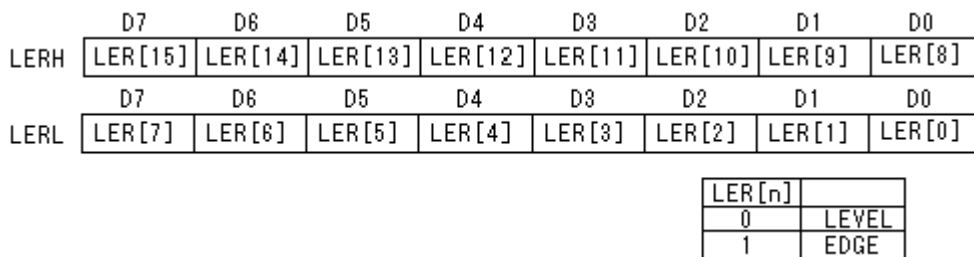 D7 D6 D5 D4 D3 D2 D1 D0
LERH LER[15] LER[14] LER[13] LER[12] LER[11] LER[10] LER[9] LER[8]
D7 D6 D5 D4 D3 D2 D1 D0
LERL LER[7] LER[6] LER[5] LER[4] LER[3] LER[2] LER[1] LER[0]
LER[n]
0 LEVEL
1 EDGE